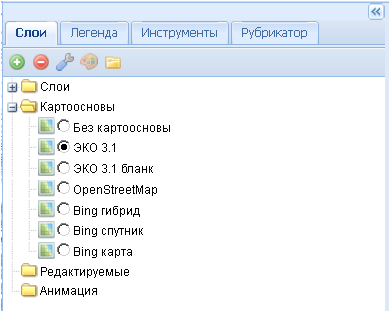 Слои Легенда Инструменты Рубрикатор
Слои
Картоосновы
Без картоосновы
ЭКО 3.1
ЭКО 3.1 бланк
OpenStreetMap
Bing гибрид
Bing спутник
Bing карта
Редактируемые
Анимация